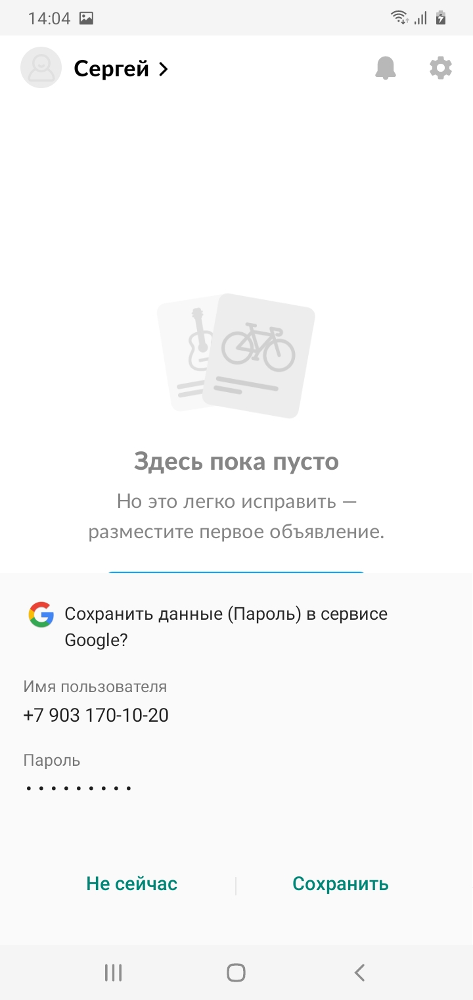 14:04
Сергей
Здесь пока пусто
Но это легко исправить —
разместите первое объявление.
Сохранить данные (Пароль) в сервисе
Google?
Имя пользователя
+7 903 170-10-20
Пароль
• • • • • • • • •
Не сейчас
Сохранить